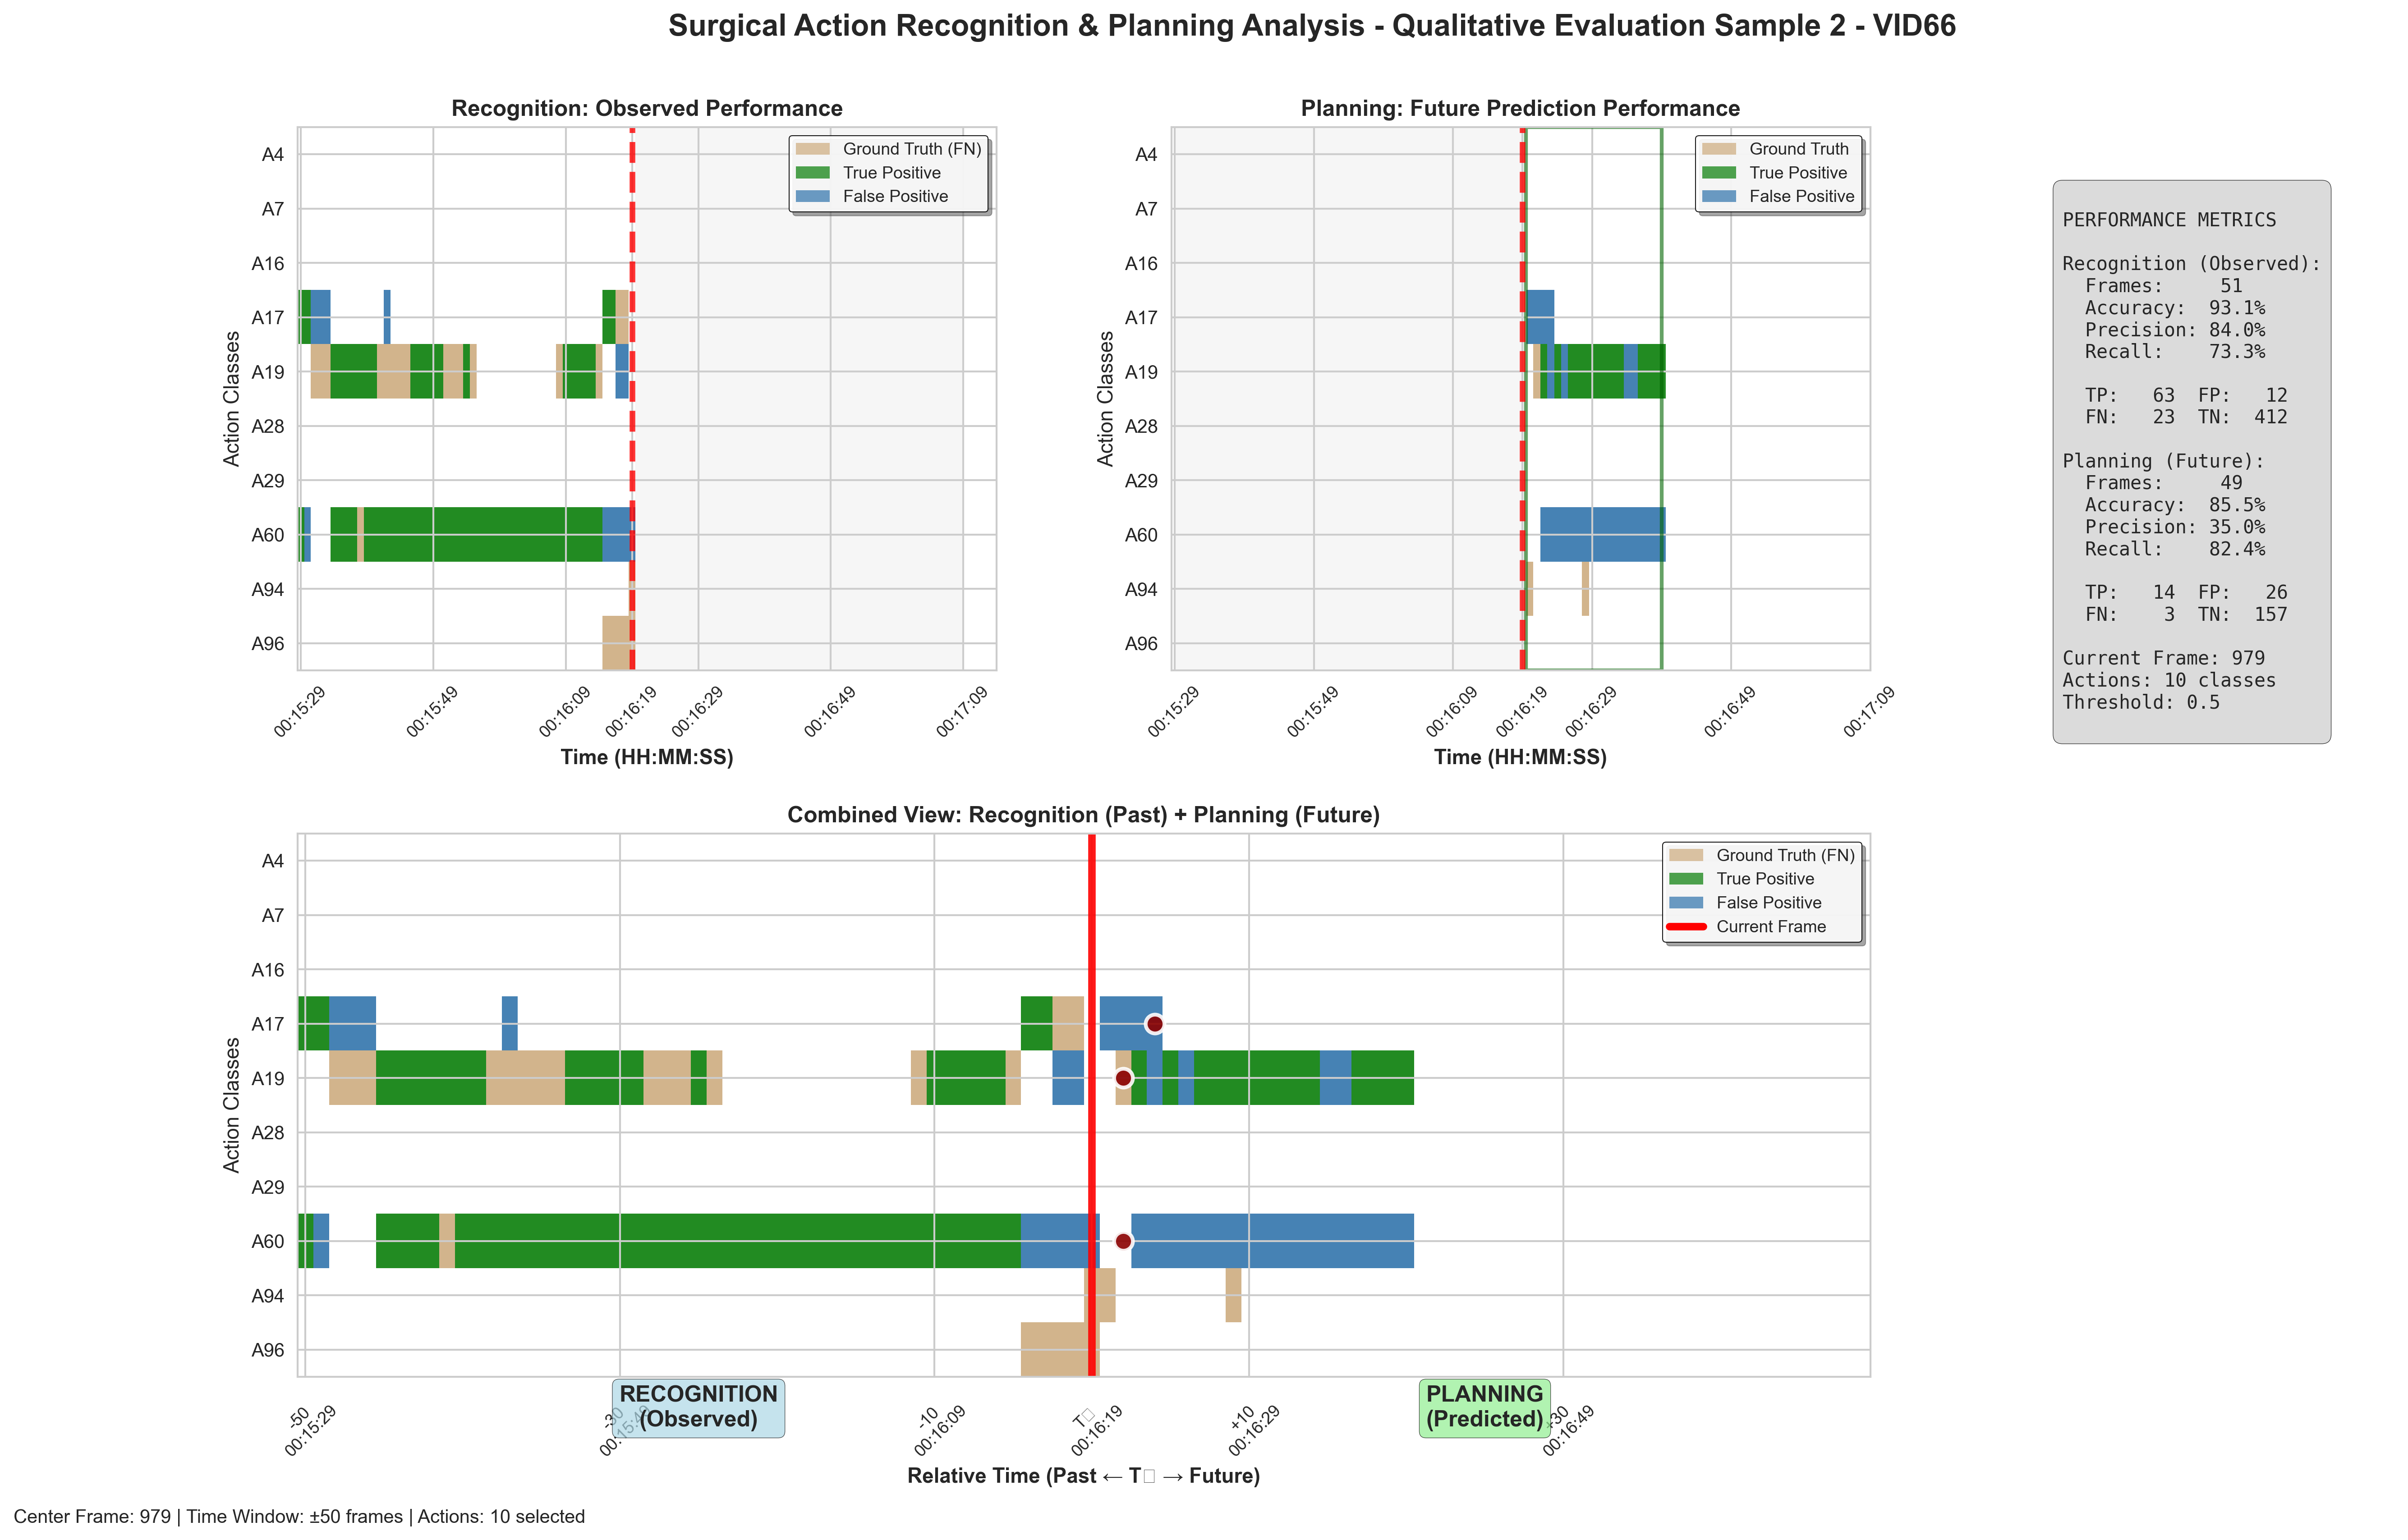 Surgical Action Recognition & Planning Analysis - Qualitative Evaluation Sample 2 - VID66
Recognition: Observed Performance
Action Classes
A4
A7
A16
A17
A19
A28
A29
A60
A94
A96
Ground Truth (FN)
True Positive
False Positive
00:15:29
00:15:49
00:16:09
00:16:19
00:16:29
00:16:49
00:17:09
Time (HH:MM:SS)
Planning: Future Prediction Performance
Action Classes
A4
A7
A16
A17
A19
A28
A29
A60
A94
A96
Ground Truth
True Positive
False Positive
00:15:29
00:15:49
00:16:09
00:16:19
00:16:29
00:16:49
00:17:09
Time (HH:MM:SS)
PERFORMANCE METRICS
Recognition (Observed):
Frames: 51
Accuracy: 93.1%
Precision: 84.0%
Recall: 73.3%
TP: 63 FP: 12
FN: 23 TN: 412
Planning (Future):
Frames: 49
Accuracy: 85.5%
Precision: 35.0%
Recall: 82.4%
TP: 14 FP: 26
FN: 3 TN: 157
Current Frame: 979
Actions: 10 classes
Threshold: 0.5
Combined View: Recognition (Past) + Planning (Future)
Action Classes
A4
A7
A16
A17
A19
A28
A29
A60
A94
A96
Ground Truth (FN)
True Positive
False Positive
Current Frame
-50
00:15:29
-30
00:15:49
RECOGNITION
(Observed)
-10
00:16:09
T□
00:16:19
+10
00:16:29
PLANNING
(Predicted)
+30
00:16:49
Relative Time (Past ← T□ → Future)
Center Frame: 979 | Time Window: ±50 frames | Actions: 10 selected